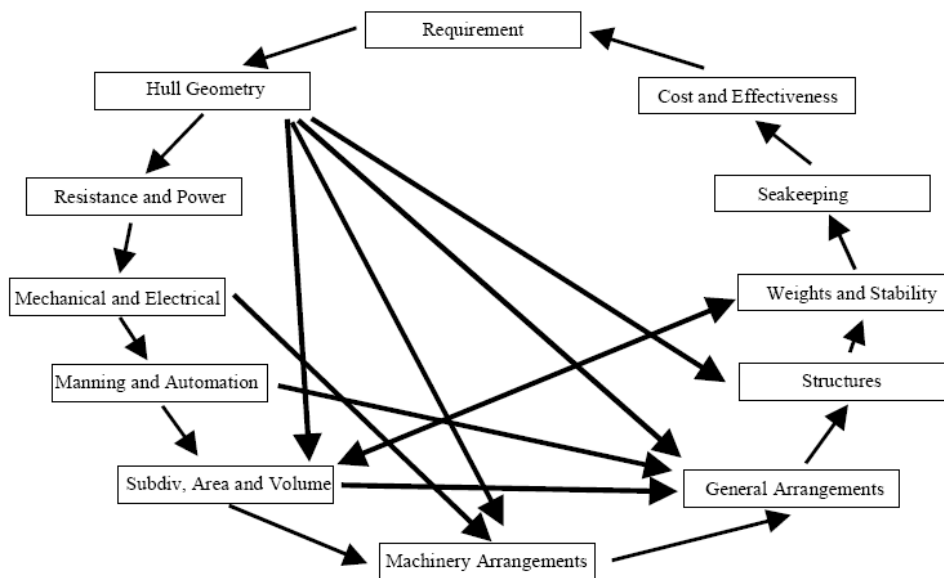 Requirement
Hull Geometry
Cost and Effectiveness
Resistance and Power
Seakeeping
Mechanical and Electrical
Weights and Stability
Manning and Automation
Structures
Subdiv, Area and Volume
General Arrangements
Machinery Arrangements